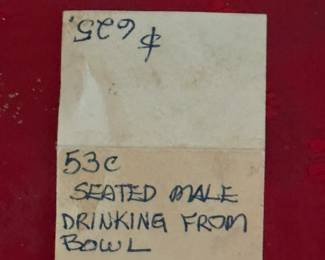 ¢ 625.
53c
SEATED MALE
DRINKING FROM
BOWL